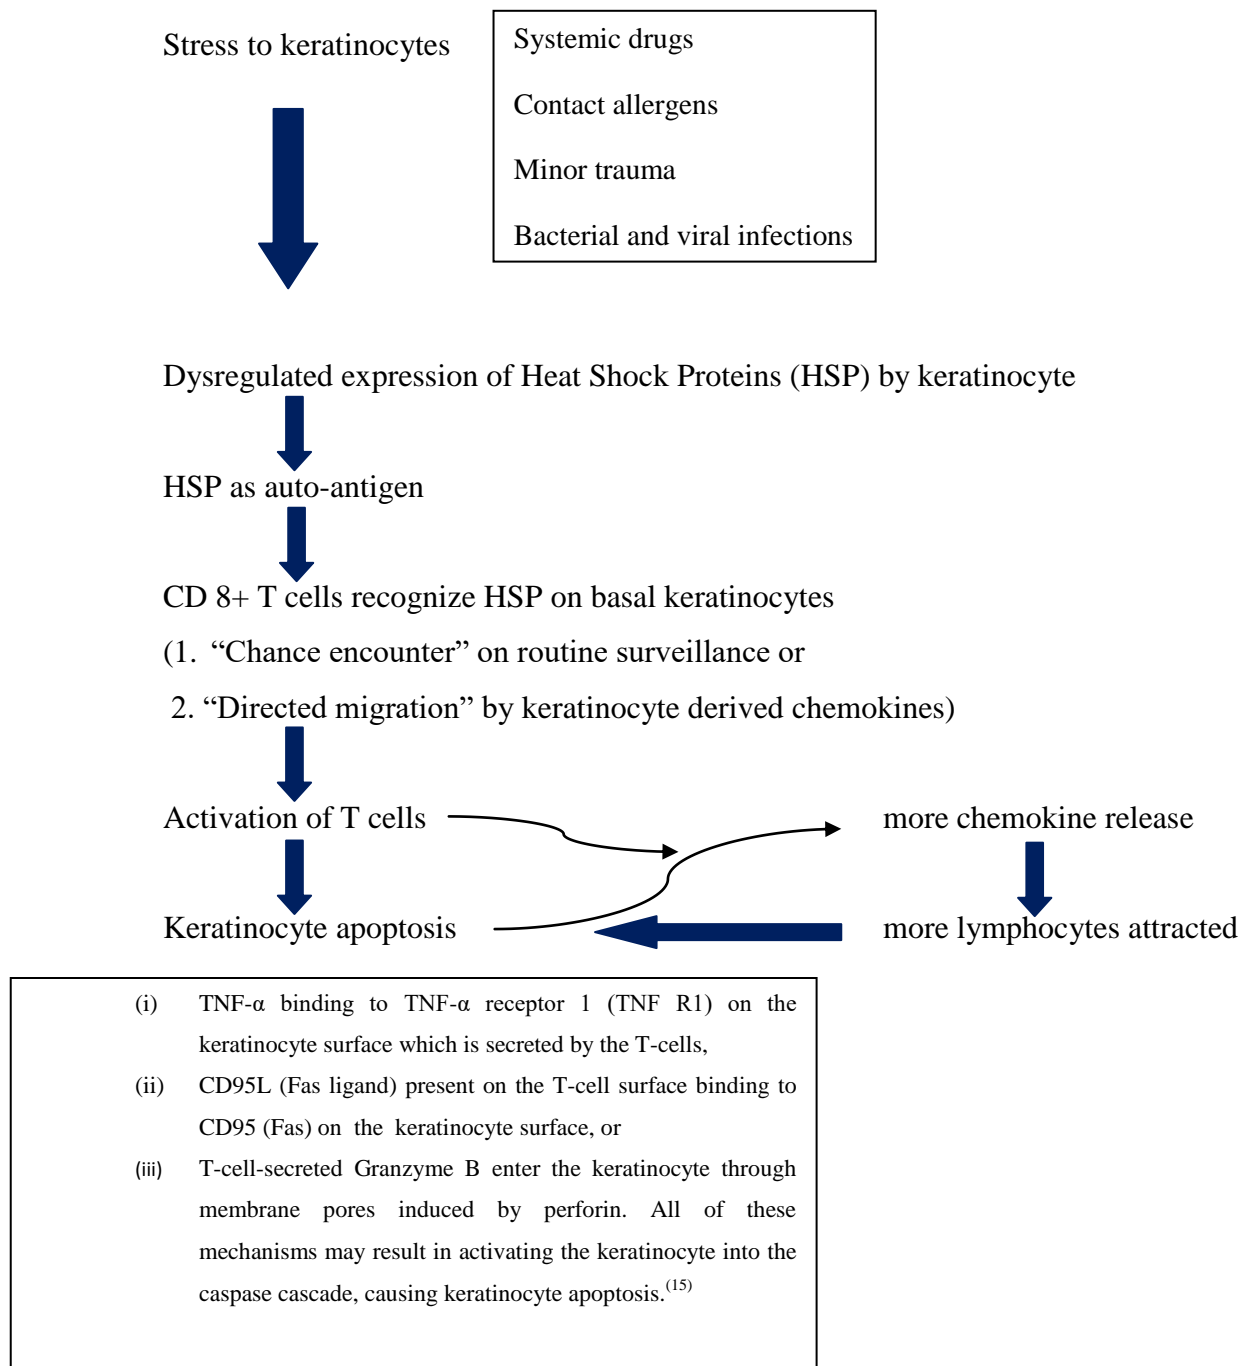 Stress to keratinocytes
Systemic drugs
Contact allergens
Minor trauma
Bacterial and viral infections
Dysregulated expression of Heat Shock Proteins (HSP) by keratinocyte
HSP as auto-antigen
CD 8+ T cells recognize HSP on basal keratinocytes
(1. “Chance encounter” on routine surveillance or
2. “Directed migration” by keratinocyte derived chemokines)
Activation of T cells
more chemokine release
Keratinocyte apoptosis
more lymphocytes attracted
(i) TNF-α binding to TNF-α receptor 1 (TNF R1) on the
keratinocyte surface which is secreted by the T-cells,
(ii) CD95L (Fas ligand) present on the T-cell surface binding to
CD95 (Fas) on the keratinocyte surface, or
(iii) T-cell-secreted Granzyme B enter the keratinocyte through
membrane pores induced by perforin. All of these
mechanisms may result in activating the keratinocyte into the
caspase cascade, causing keratinocyte apoptosis.(15)